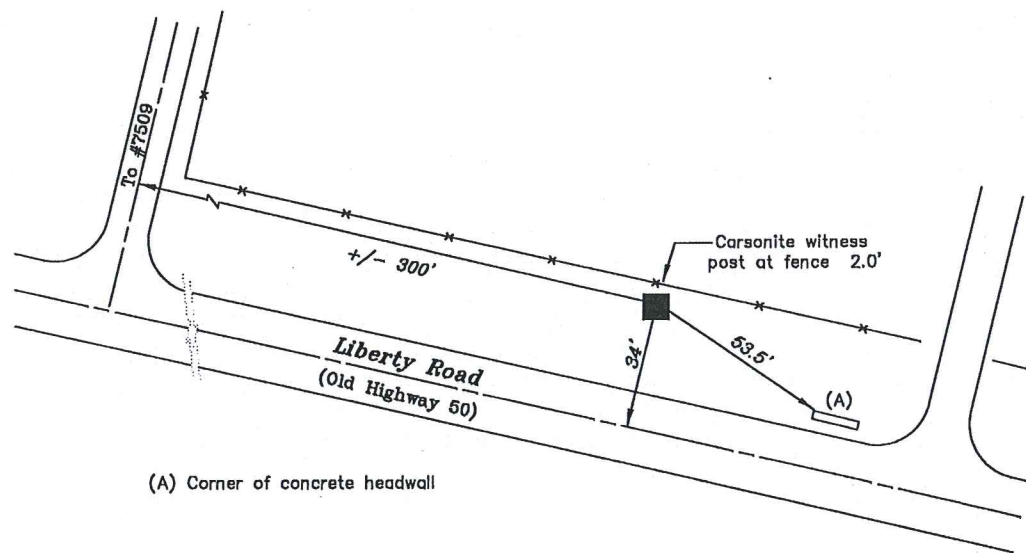 To #7509
Carsonite witness
post at fence 2.0'
+/- 300'
34'
53.5'
(A)
Liberty Road
(Old Highway 50)
(A) Corner of concrete headwall